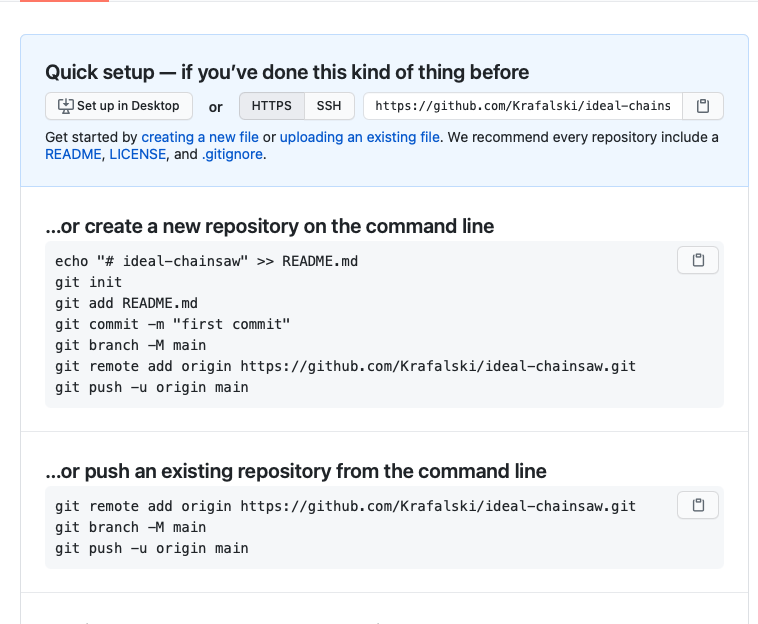 Quick setup — if you’ve done this kind of thing before
Set up in Desktop or HTTPS SSH https://github.com/Krafalski/ideal-chains
Get started by creating a new file or uploading an existing file. We recommend every repository include a
README, LICENSE, and .gitignore.
…or create a new repository on the command line
echo "# ideal-chainsaw" >> README.md
git init
git add README.md
git commit -m "first commit"
git branch -M main
git remote add origin https://github.com/Krafalski/ideal-chainsaw.git
git push -u origin main
…or push an existing repository from the command line
git remote add origin https://github.com/Krafalski/ideal-chainsaw.git
git branch -M main
git push -u origin main